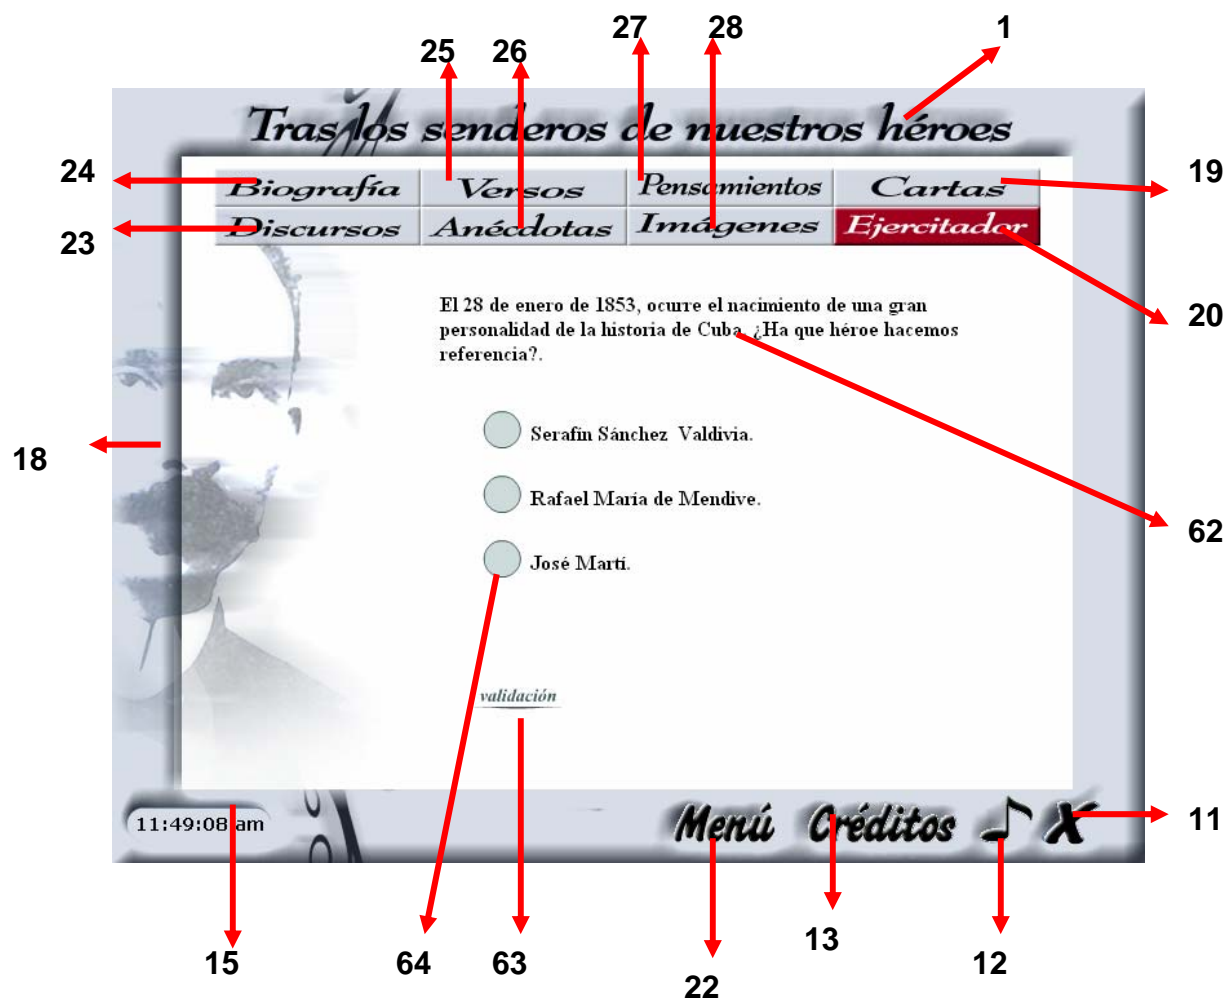 27 28 1
25 26
Tras los senderos de nuestros héroes
24 Biografía Versos Pensamientos Cartas 19
23 Discursos Anécdotas Imágenes Ejercitador 20
El 28 de enero de 1853, ocurre el nacimiento de una gran
personalidad de la historia de Cuba. ¿Ha que héroe hacemos
referencia?.
18
Serafín Sánchez Valdivia.
Rafael María de Mendive.
62
José Martí.
validación
11:49:08 am Menú Créditos X 11
15 64 63 22 13 12